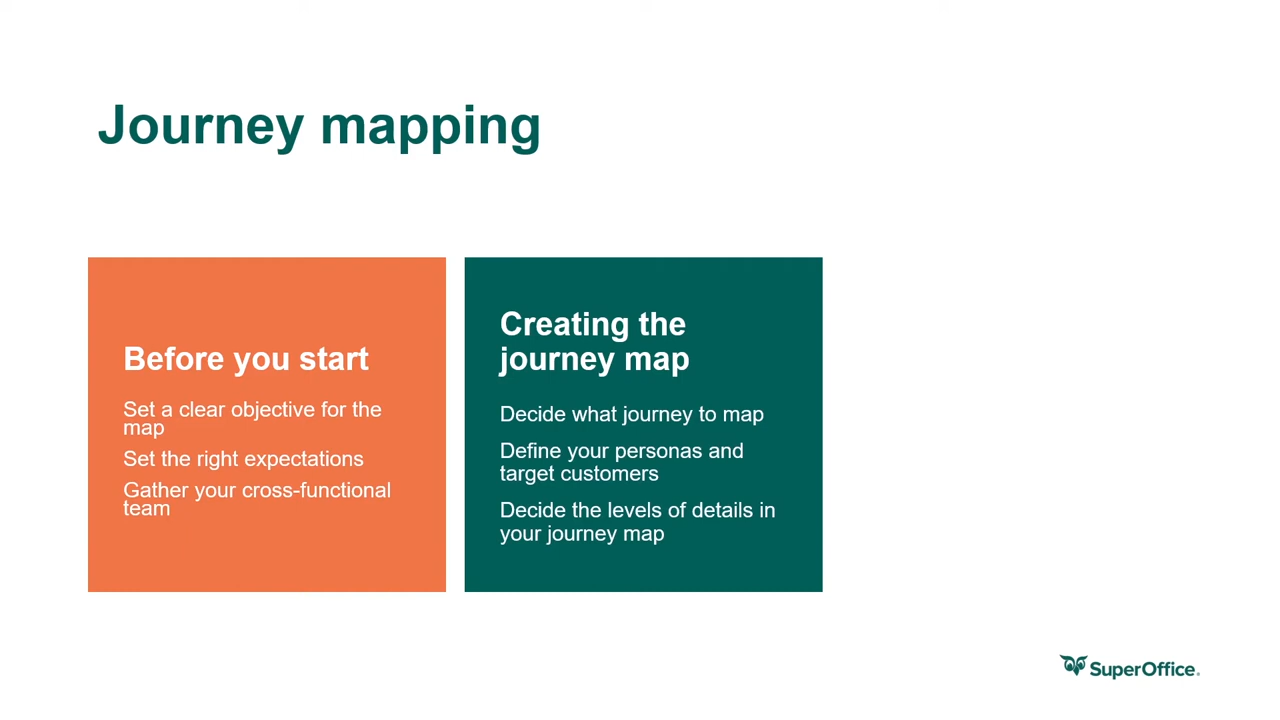 Journey mapping
Before you start
Set a clear objective for the
map
Set the right expectations
Gather your cross-functional
team
Creating the
journey map
Decide what journey to map
Define your personas and
target customers
Decide the levels of details in
your journey map
SuperOffice.